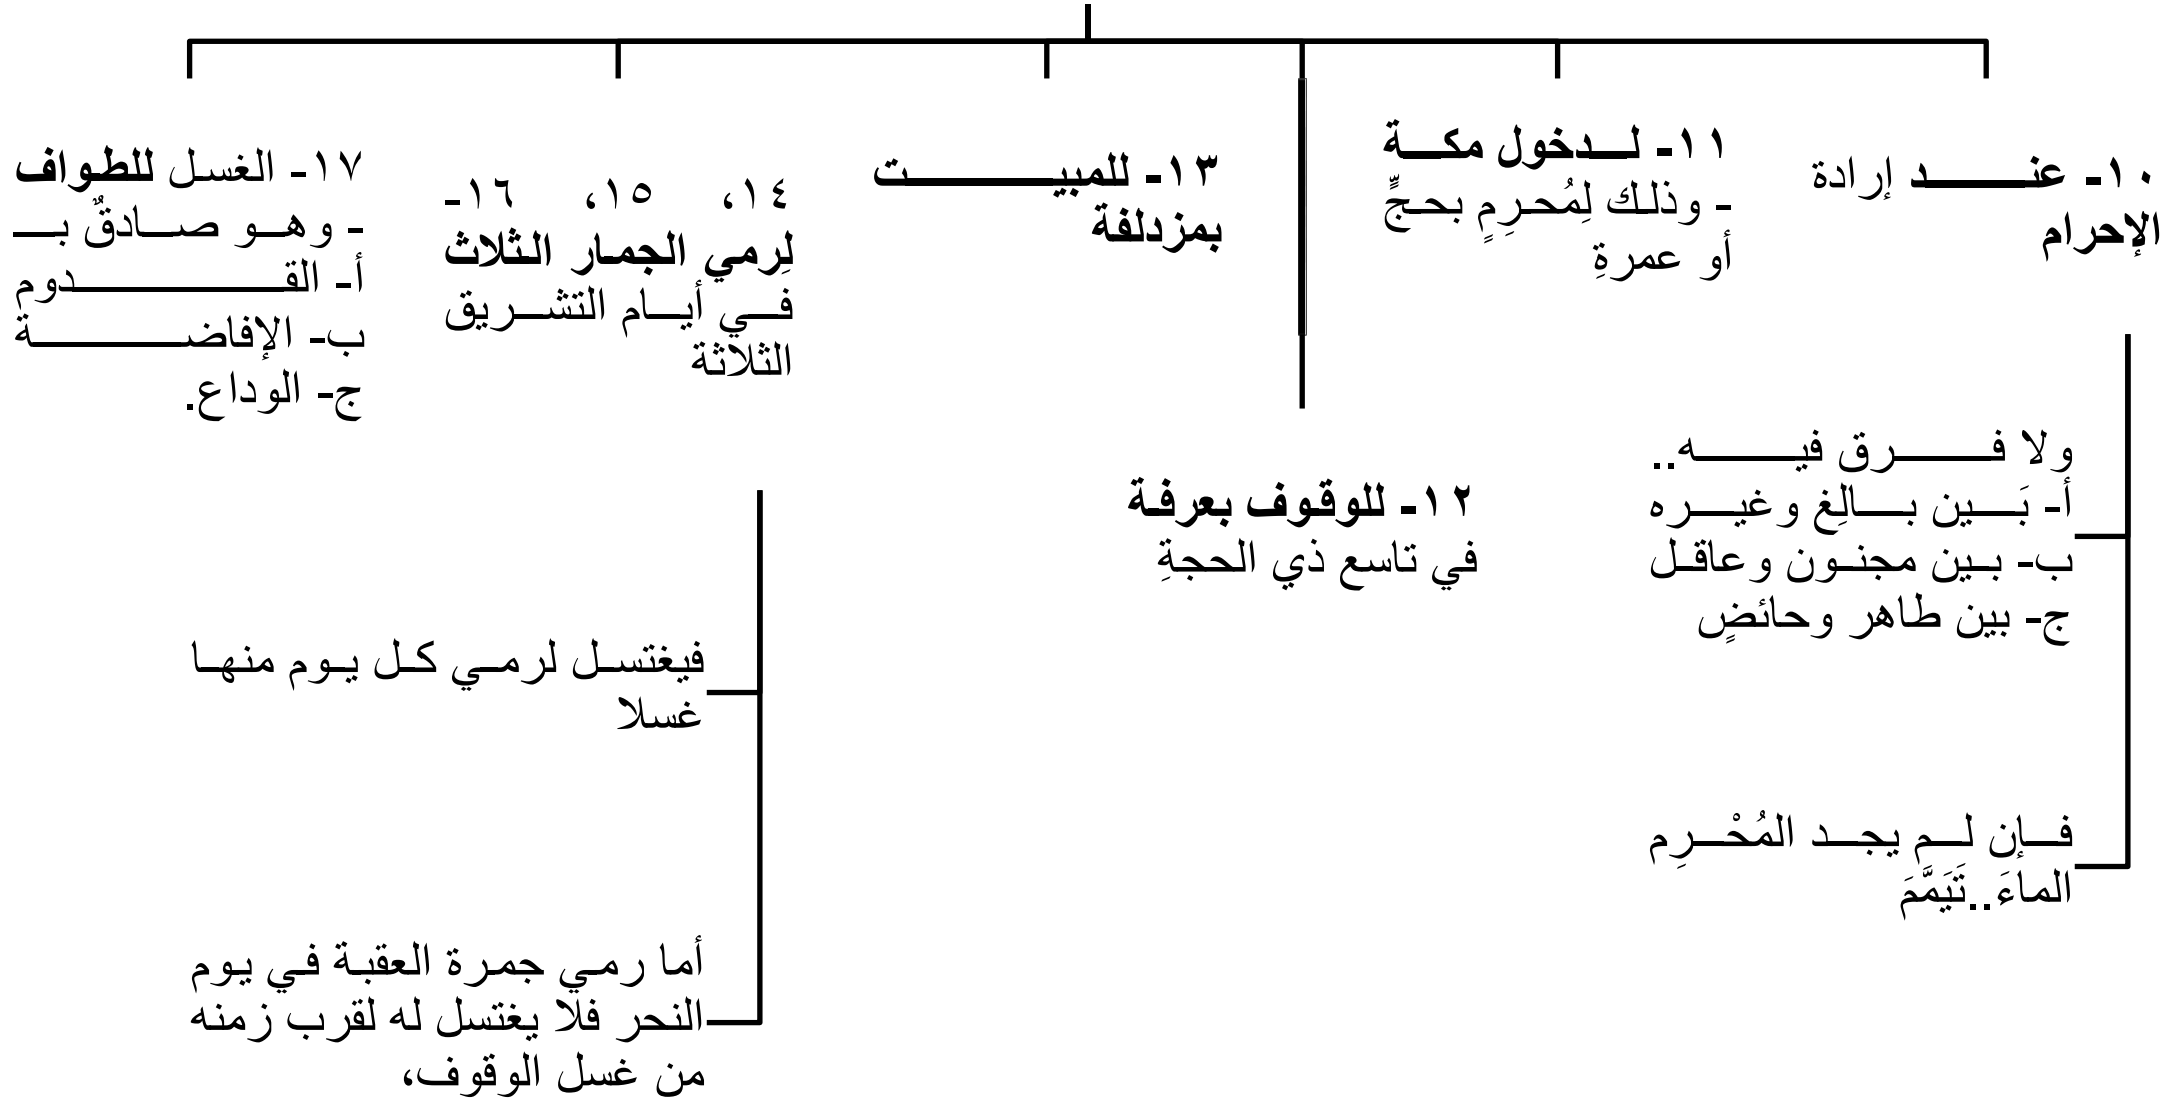 ١٠- عند إرادة
الإحرام
ولا فرق فيه..
أ- بَين بالِغ وغيره
ب- بين مجنون وعاقل
ج- بين طاهر وحائضٍ
فإن لم يجد المُحْرِم
الماءَ..تَيَمَّمَ
١١- لدخول مكة
- وذلك لِمُحرِمٍ بحجٍّ
أو عمرةِ
١٢- للوقوف بعرفة
في تاسع ذي الحجةِ
١٣- للمبيت
بمزدلفة
١٤، ١٥، ١٦-
لِرمي الجمار الثلاث
في أيام التشريق
الثلاثة
فيغتسل لرمي كل يوم منها
غسلا
أما رمي جمرة العقبة في يوم
النحر فلا يغتسل له لقرب زمنه
من غسل الوقوف،
١٧- الغسل للطواف
- وهو صادقٌ بـ
أ- القدوم
ب- الإفاضة
ج- الوداع.